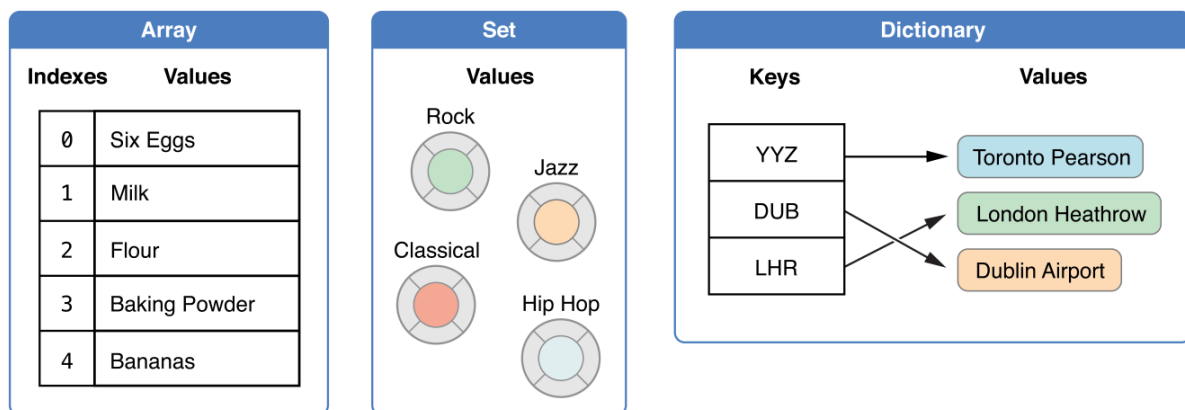 Array
Indexes Values
0 Six Eggs
1 Milk
2 Flour
3 Baking Powder
4 Bananas
Set
Values
Rock
Jazz
Classical
Hip Hop
Dictionary
Keys Values
YYZ Toronto Pearson
DUB London Heathrow
LHR Dublin Airport